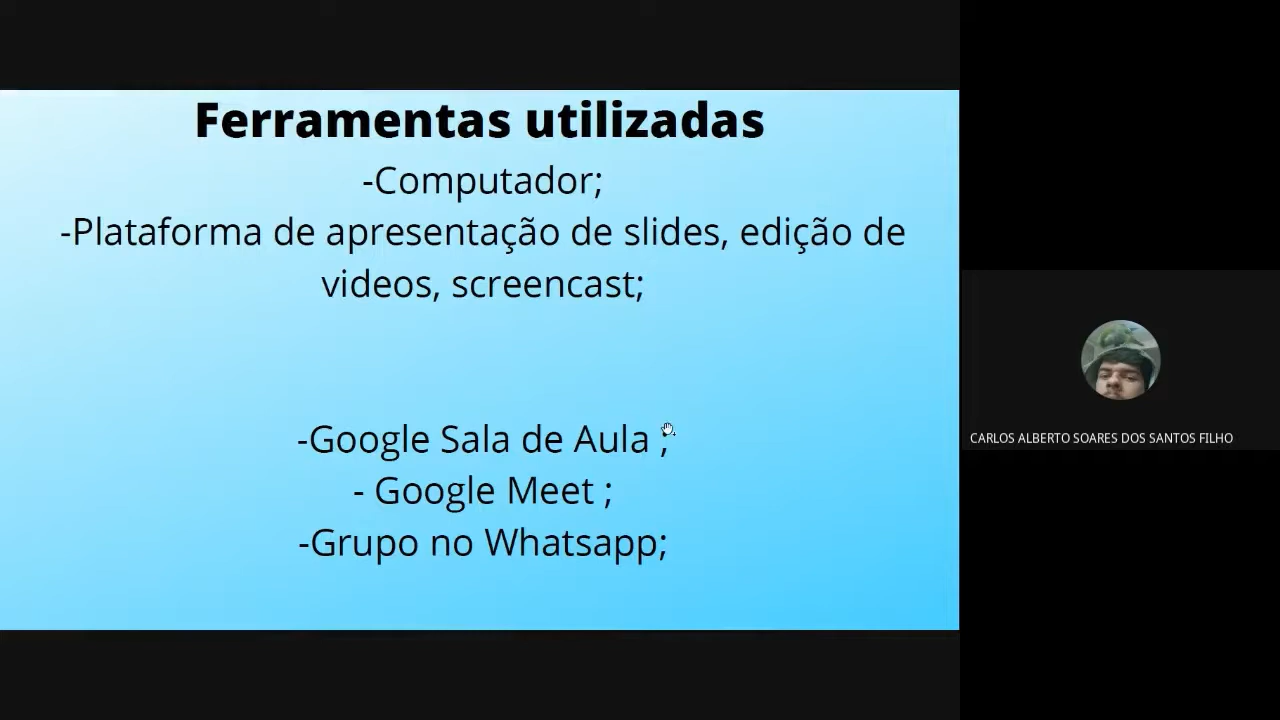 Ferramentas utilizadas
-Computador;
-Plataforma de apresentação de slides, edição de
videos, screencast;
-Google Sala de Aula ;
- Google Meet ;
-Grupo no Whatsapp;
CARLOS ALBERTO SOARES DOS SANTOS FILHO